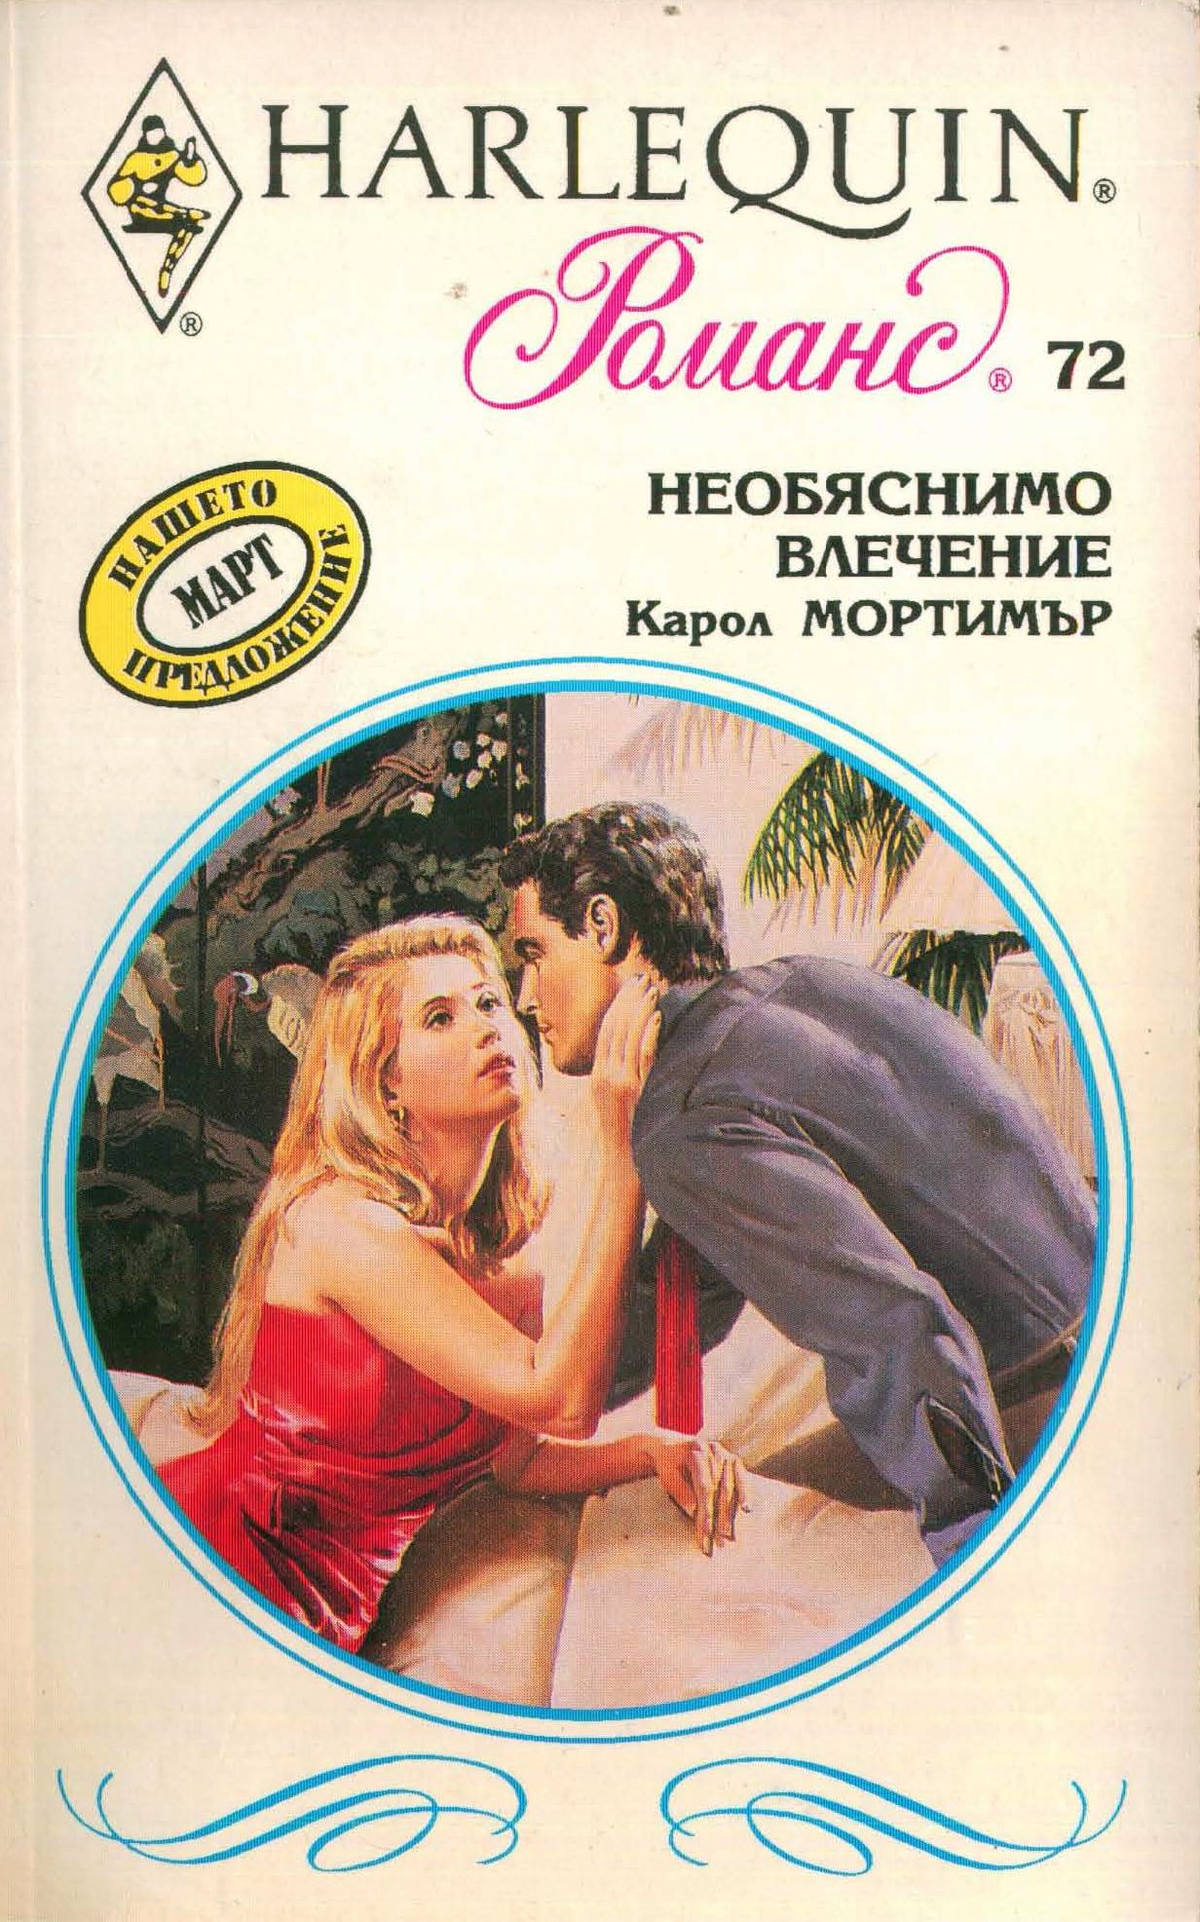 HARLEQUIN®
®
Романс® 72
НЕОБЯСНИМО
ВЛЕЧЕНИЕ
Карол МОРТИМЪР
НАШЕТО
МАРТ
ПРЕДЛОЖЕНИЕ